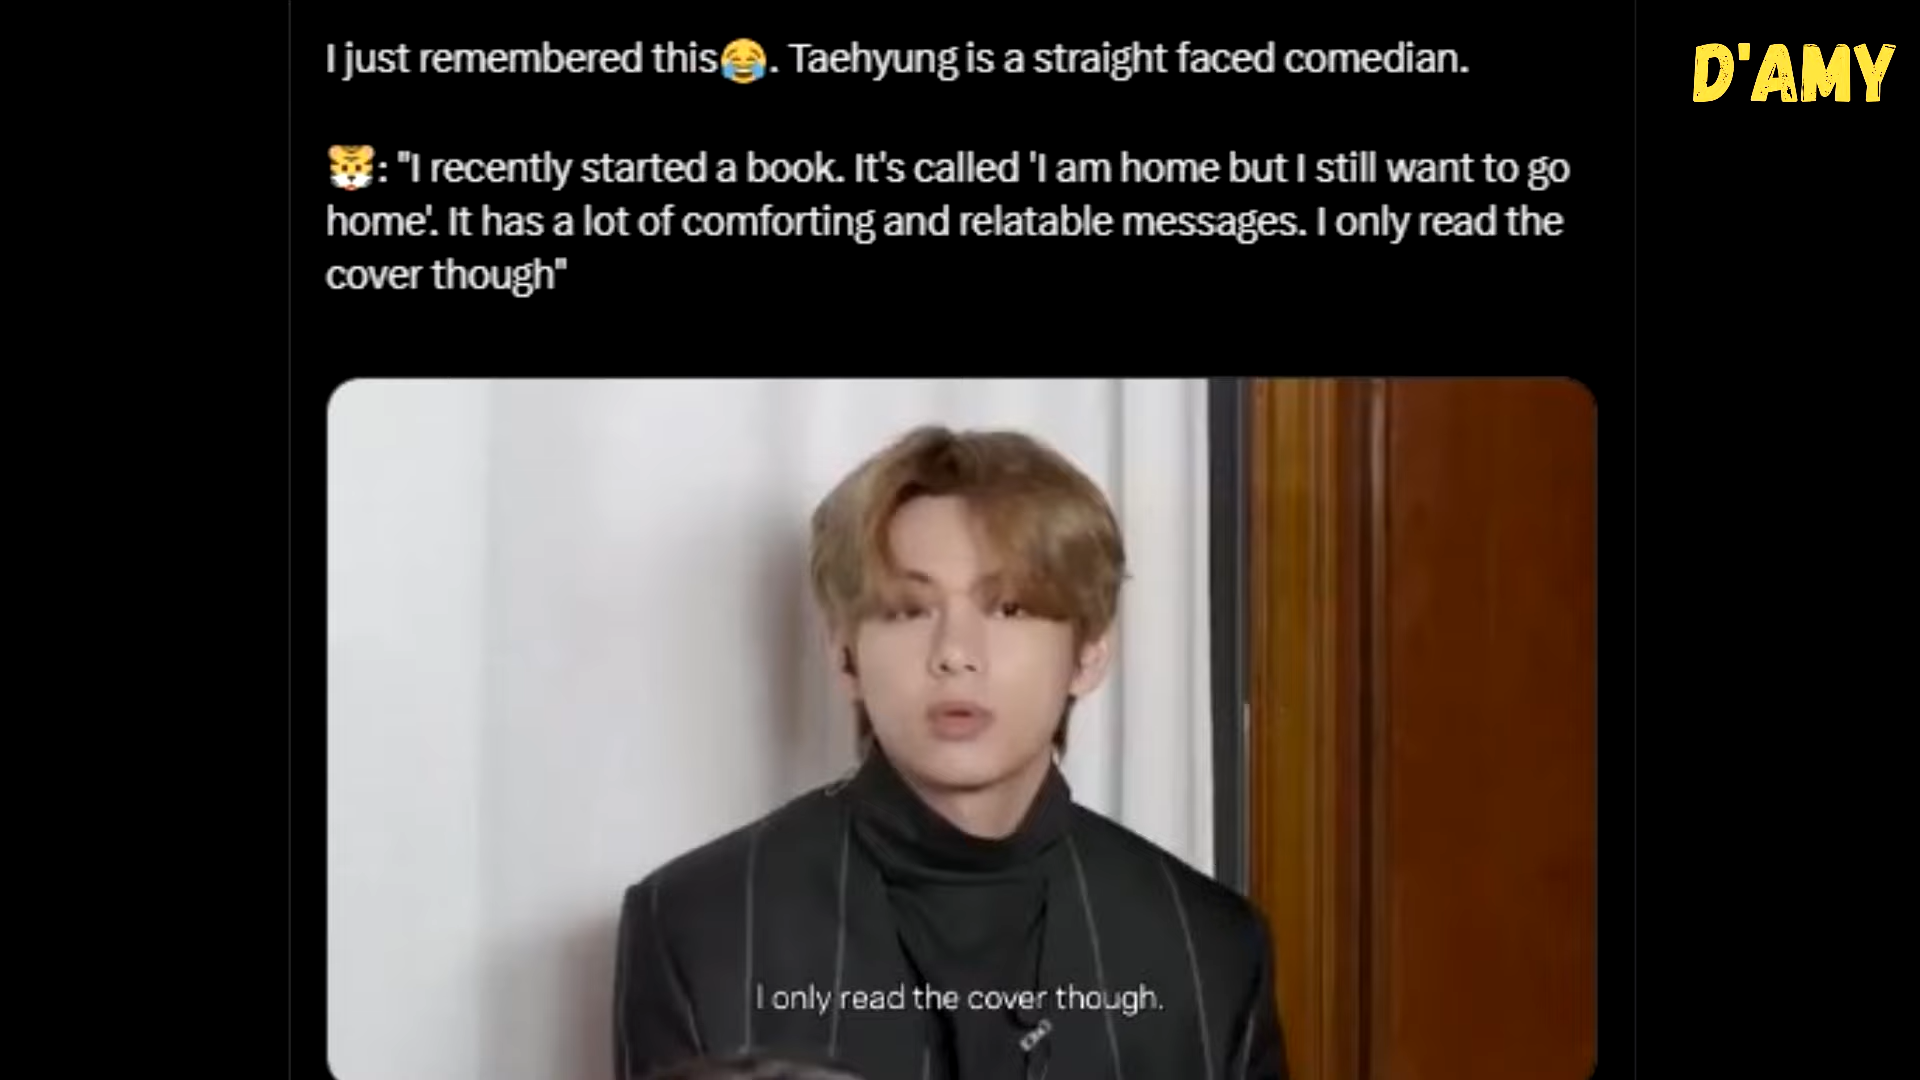 I just remembered this😂. Taehyung is a straight faced comedian.
D'AMY
🐯: "I recently started a book. It's called 'I am home but I still want to go
home'. It has a lot of comforting and relatable messages. I only read the
cover though"
I only read the cover though.